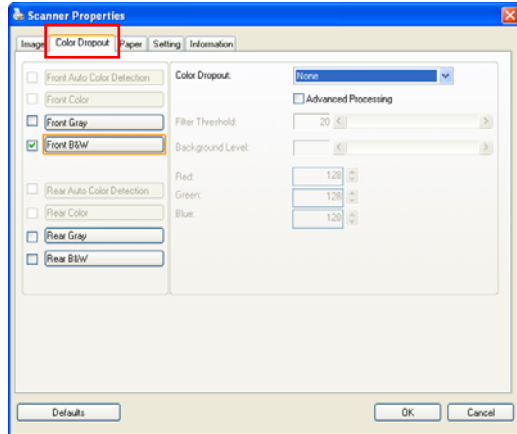 Scanner Properties
Image Color Dropout Paper Setting Information
Front Auto Color Detection
Front Color
Front Gray
Front B&W
Rear Auto Color Detection
Rear Color
Rear Gray
Rear B&W
Color Dropout: None
Advanced Processing
Filter Threshold: 20
Background Level:
Red: 128
Green: 128
Blue: 128
Defaults OK Cancel